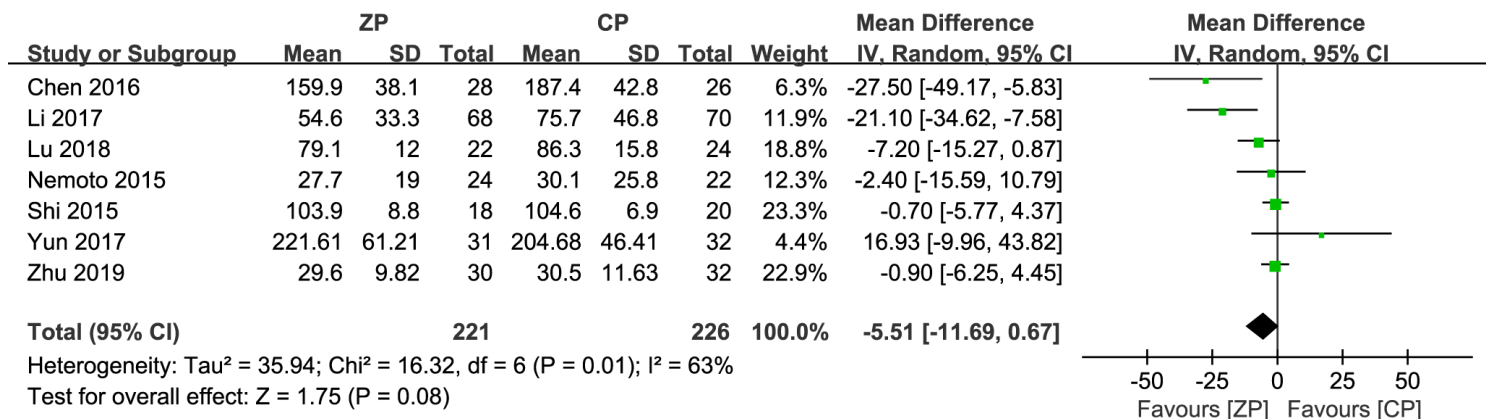 ZP CP Mean Difference Mean Difference
Study or Subgroup Mean SD Total Mean SD Total Weight IV, Random, 95% CI IV, Random, 95% CI
Chen 2016 159.9 38.1 28 187.4 42.8 26 6.3% -27.50 [-49.17, -5.83]
Li 2017 54.6 33.3 68 75.7 46.8 70 11.9% -21.10 [-34.62, -7.58]
Lu 2018 79.1 12 22 86.3 15.8 24 18.8% -7.20 [-15.27, 0.87]
Nemoto 2015 27.7 19 24 30.1 25.8 22 12.3% -2.40 [-15.59, 10.79]
Shi 2015 103.9 8.8 18 104.6 6.9 20 23.3% -0.70 [-5.77, 4.37]
Yun 2017 221.61 61.21 31 204.68 46.41 32 4.4% 16.93 [-9.96, 43.82]
Zhu 2019 29.6 9.82 30 30.5 11.63 32 22.9% -0.90 [-6.25, 4.45]
Total (95% CI) 221 226 100.0% -5.51 [-11.69, 0.67]
Heterogeneity: Tau² = 35.94; Chi² = 16.32, df = 6 (P = 0.01); I² = 63%
Test for overall effect: Z = 1.75 (P = 0.08)
-50 -25 0 25 50
Favours [ZP] Favours [CP]